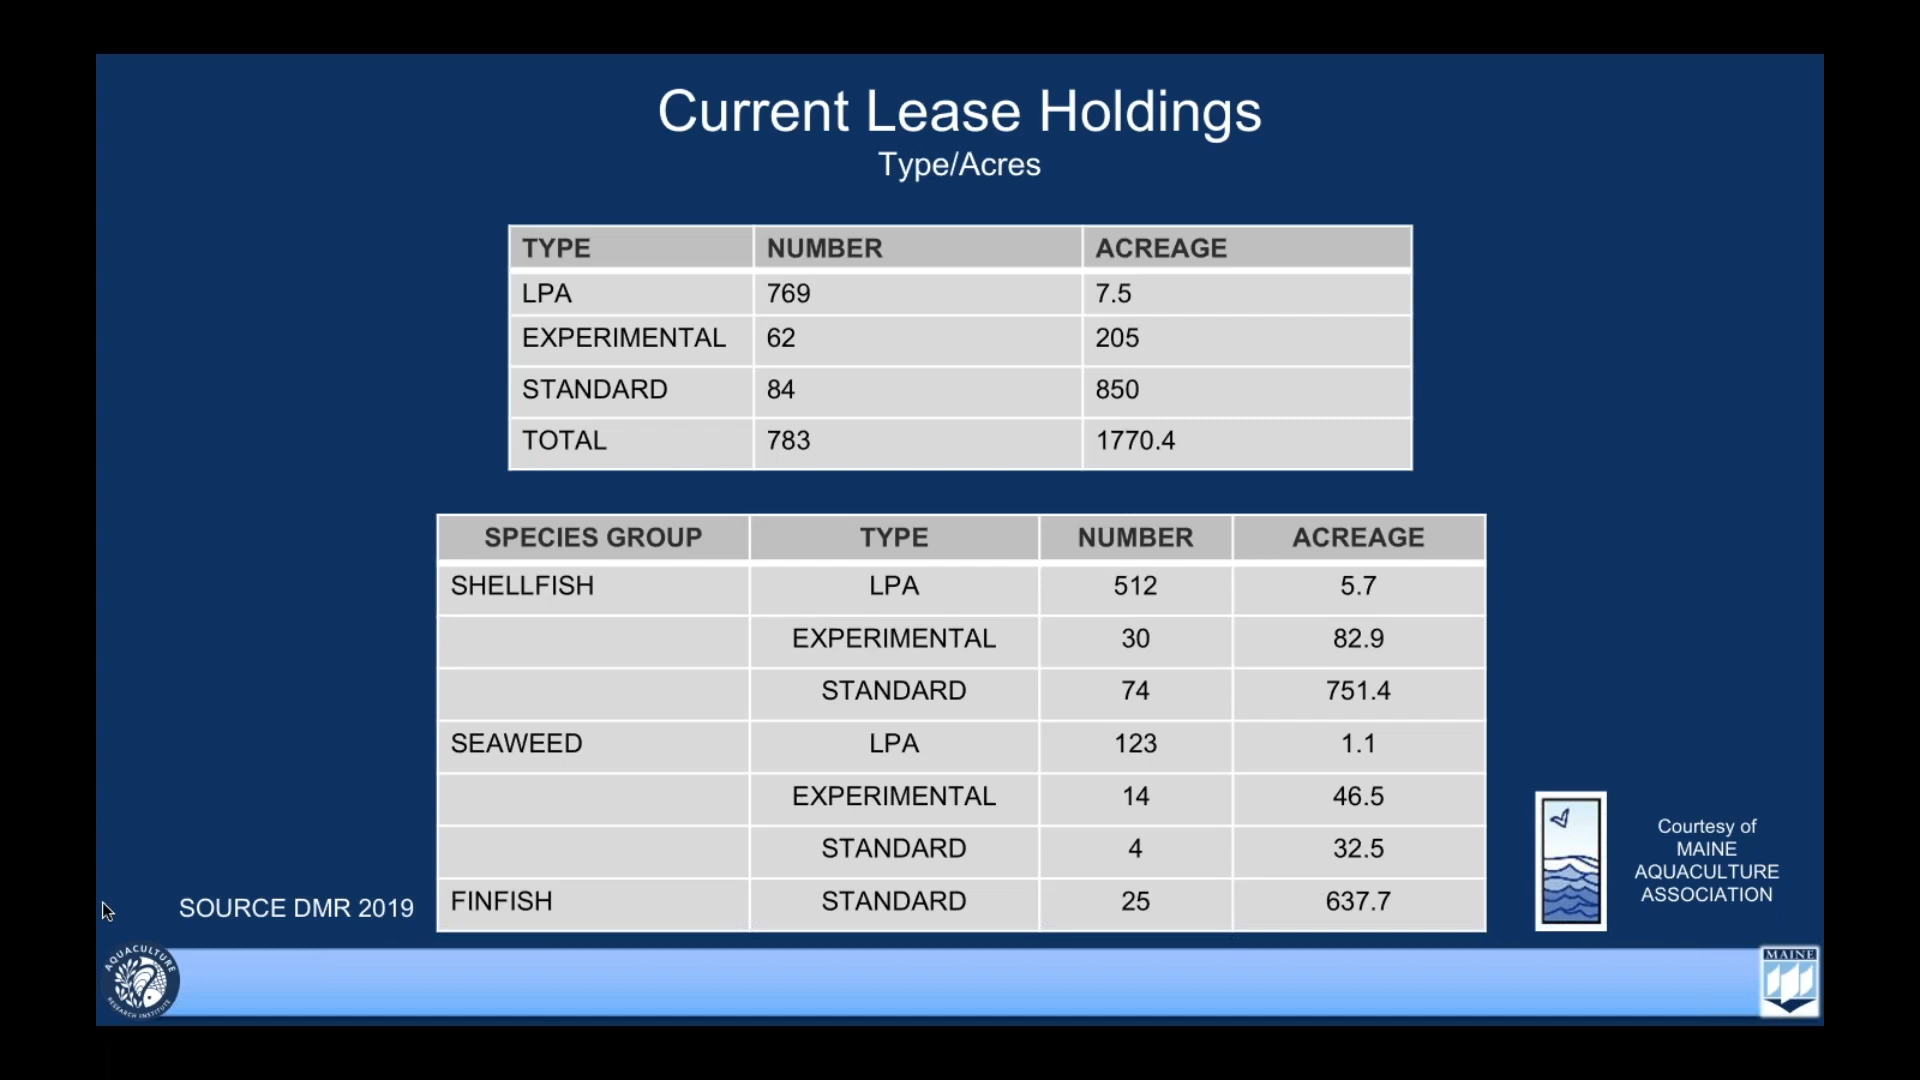 Current Lease Holdings
Type/Acres
TYPE NUMBER ACREAGE
LPA 769 7.5
EXPERIMENTAL 62 205
STANDARD 84 850
TOTAL 783 1770.4
SPECIES GROUP TYPE NUMBER ACREAGE
SHELLFISH LPA 512 5.7
EXPERIMENTAL 30 82.9
STANDARD 74 751.4
SEAWEED LPA 123 1.1
EXPERIMENTAL 14 46.5
STANDARD 4 32.5
FINFISH STANDARD 25 637.7
SOURCE DMR 2019
Courtesy of
MAINE
AQUACULTURE
ASSOCIATION
AQUACULTURE
RESEARCH INSTITUTE
MAINE